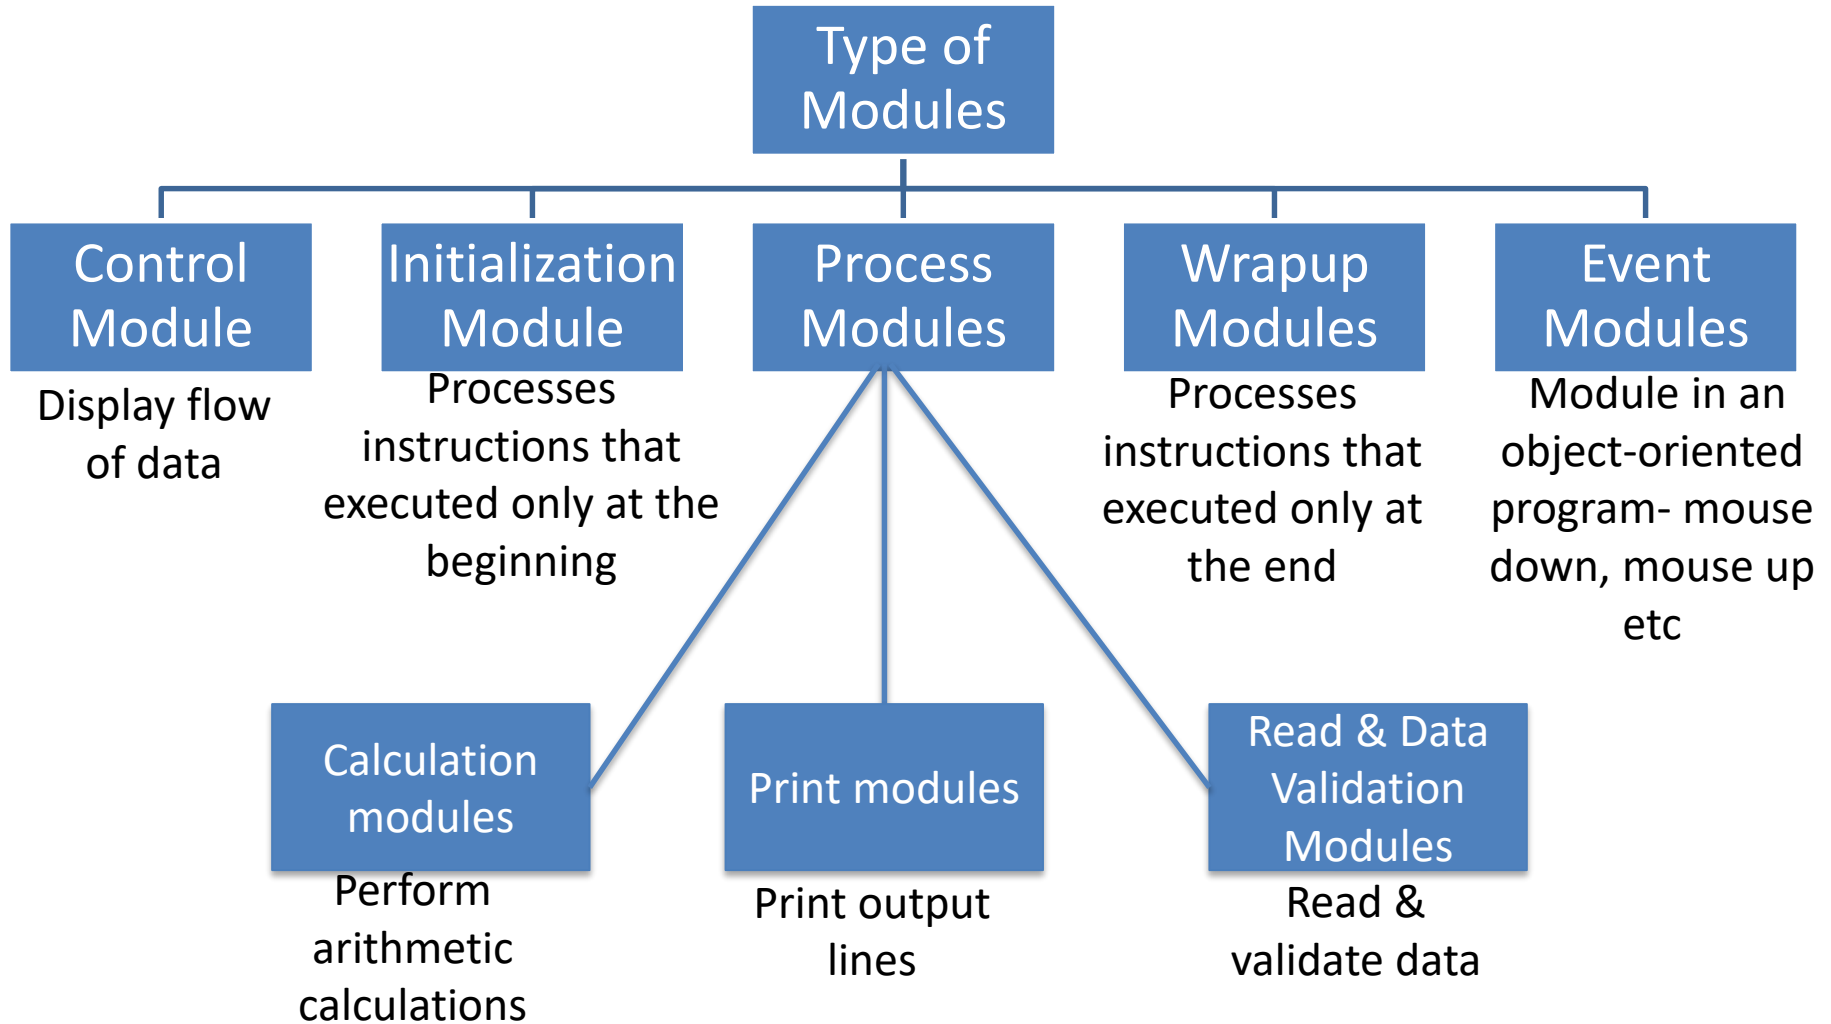 Type of
Modules
Control
Module
Display flow
of data
Initialization
Module
Processes
instructions that
executed only at the
beginning
Process
Modules
Wrapup
Modules
Processes
instructions that
executed only at
the end
Event
Modules
Module in an
object-oriented
program- mouse
down, mouse up
etc
Calculation
modules
Perform
arithmetic
calculations
Print modules
Print output
lines
Read & Data
Validation
Modules
Read &
validate data